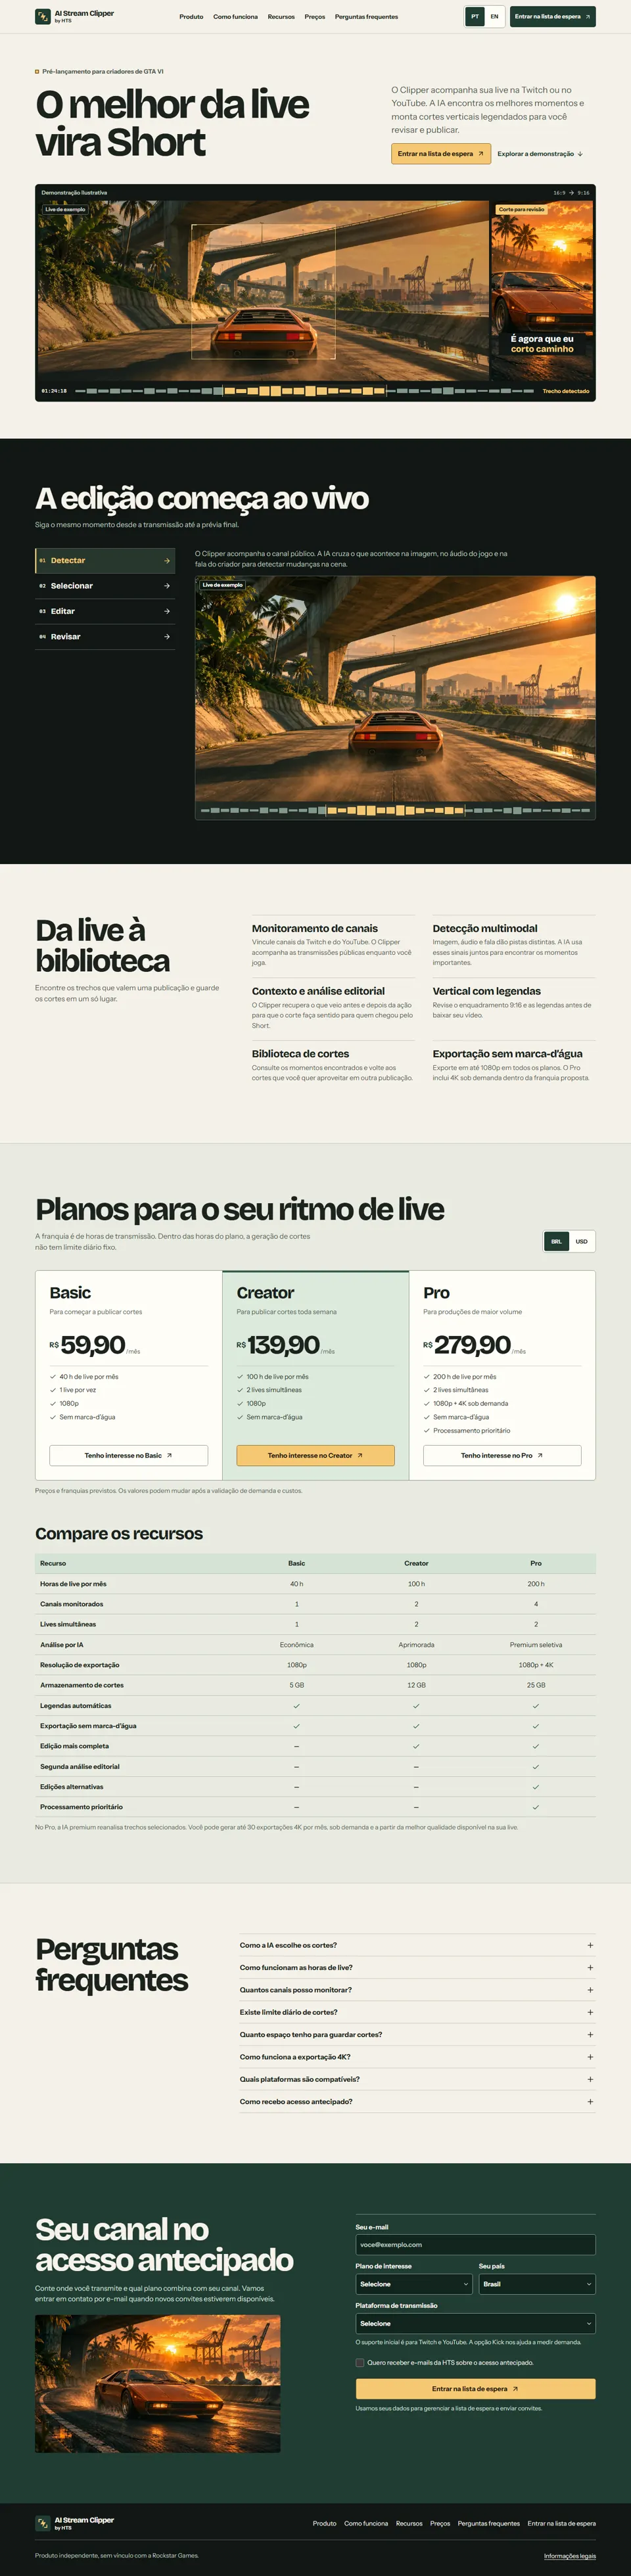 AI Stream Clipper
by HTS
Produto Como funciona Recursos Preços Perguntas frequentes
PT EN
Entrar na lista de espera
Pré-lançamento para criadores de GTA VI
O melhor da live
vira Short
O Clipper acompanha sua live na Twitch ou no
YouTube. A IA encontra os melhores momentos e
monta cortes verticais legendados para você
revisar e publicar.
Entrar na lista de espera
Explorar a demonstração
Demonstração ilustrativa
16:9 → 9:16
Live de exemplo
Corte para revisão
É agora que eu
corto caminho
01:24:18
Trecho detectado
A edição começa ao vivo
Siga o mesmo momento desde a transmissão até a prévia final.
01 Detectar
02 Selecionar
03 Editar
04 Revisar
O Clipper acompanha o canal público. A IA cruza o que acontece na imagem, no áudio do jogo e na
fala do criador para detectar mudanças na cena.
Live de exemplo
Da live à
biblioteca
Encontre os trechos que valem uma publicação e guarde
os cortes em um só lugar.
Monitoramento de canais
Vincule canais da Twitch e do YouTube. O Clipper
acompanha as transmissões públicas enquanto você
joga.
Detecção multimodal
Imagem, áudio e fala dão pistas distintas. A IA usa
esses sinais juntos para encontrar os momentos
importantes.
Contexto e análise editorial
O Clipper recupera o que veio antes e depois da ação
para que o corte faça sentido para quem chegou pelo
Short.
Vertical com legendas
Revise o enquadramento 9:16 e as legendas antes de
baixar seu vídeo.
Biblioteca de cortes
Consulte os momentos encontrados e volte aos
cortes que você quer aproveitar em outra publicação.
Exportação sem marca-d'água
Exporte em até 1080p em todos os planos. O Pro
inclui 4K sob demanda dentro da franquia proposta.
Planos para o seu ritmo de live
A franquia é de horas de transmissão. Dentro das horas do plano, a geração de cortes
não tem limite diário fixo.
BRL USD
Basic
Para começar a publicar cortes
R$ 59,90 /mês
40 h de live por mês
1 live por vez
1080p
Sem marca-d'água
Tenho interesse no Basic
Creator
Para publicar cortes toda semana
R$ 139,90 /mês
100 h de live por mês
2 lives simultâneas
1080p
Sem marca-d'água
Tenho interesse no Creator
Pro
Para produções de maior volume
R$ 279,90 /mês
200 h de live por mês
2 lives simultâneas
1080p + 4K sob demanda
Sem marca-d'água
Processamento prioritário
Tenho interesse no Pro
Preços e franquias previstos. Os valores podem mudar após a validação de demanda e custos.
Compare os recursos
Recurso Basic Creator Pro
Horas de live por mês 40 h 100 h 200 h
Canais monitorados 1 2 4
Lives simultâneas 1 2 2
Análise por IA Econômica Aprimorada Premium seletiva
Resolução de exportação 1080p 1080p 1080p + 4K
Armazenamento de cortes 5 GB 12 GB 25 GB
Legendas automáticas ✓ ✓ ✓
Exportação sem marca-d'água ✓ ✓ ✓
Edição mais completa – ✓ ✓
Segunda análise editorial – – ✓
Edições alternativas – – ✓
Processamento prioritário – – ✓
No Pro, a IA premium reanalisa trechos selecionados. Você pode gerar até 30 exportações 4K por mês, sob demanda e a partir da melhor qualidade disponível na sua live.
Perguntas
frequentes
Como a IA escolhe os cortes?
Como funcionam as horas de live?
Quantos canais posso monitorar?
Existe limite diário de cortes?
Quanto espaço tenho para guardar cortes?
Como funciona a exportação 4K?
Quais plataformas são compatíveis?
Como recebo acesso antecipado?
Seu canal no
acesso antecipado
Conte onde você transmite e qual plano combina com seu canal. Vamos
entrar em contato por e-mail quando novos convites estiverem disponíveis.
Seu e-mail
voce@exemplo.com
Plano de interesse Seu país
Selecione Brasil
Plataforma de transmissão
Selecione
O suporte inicial é para Twitch e YouTube. A opção Kick nos ajuda a medir demanda.
Quero receber e-mails da HTS sobre o acesso antecipado.
Entrar na lista de espera
Usamos seus dados para gerenciar a lista de espera e enviar convites.
AI Stream Clipper
by HTS
Produto Como funciona Recursos Preços Perguntas frequentes Entrar na lista de espera
Produto independente, sem vínculo com a Rockstar Games.
Informações legais